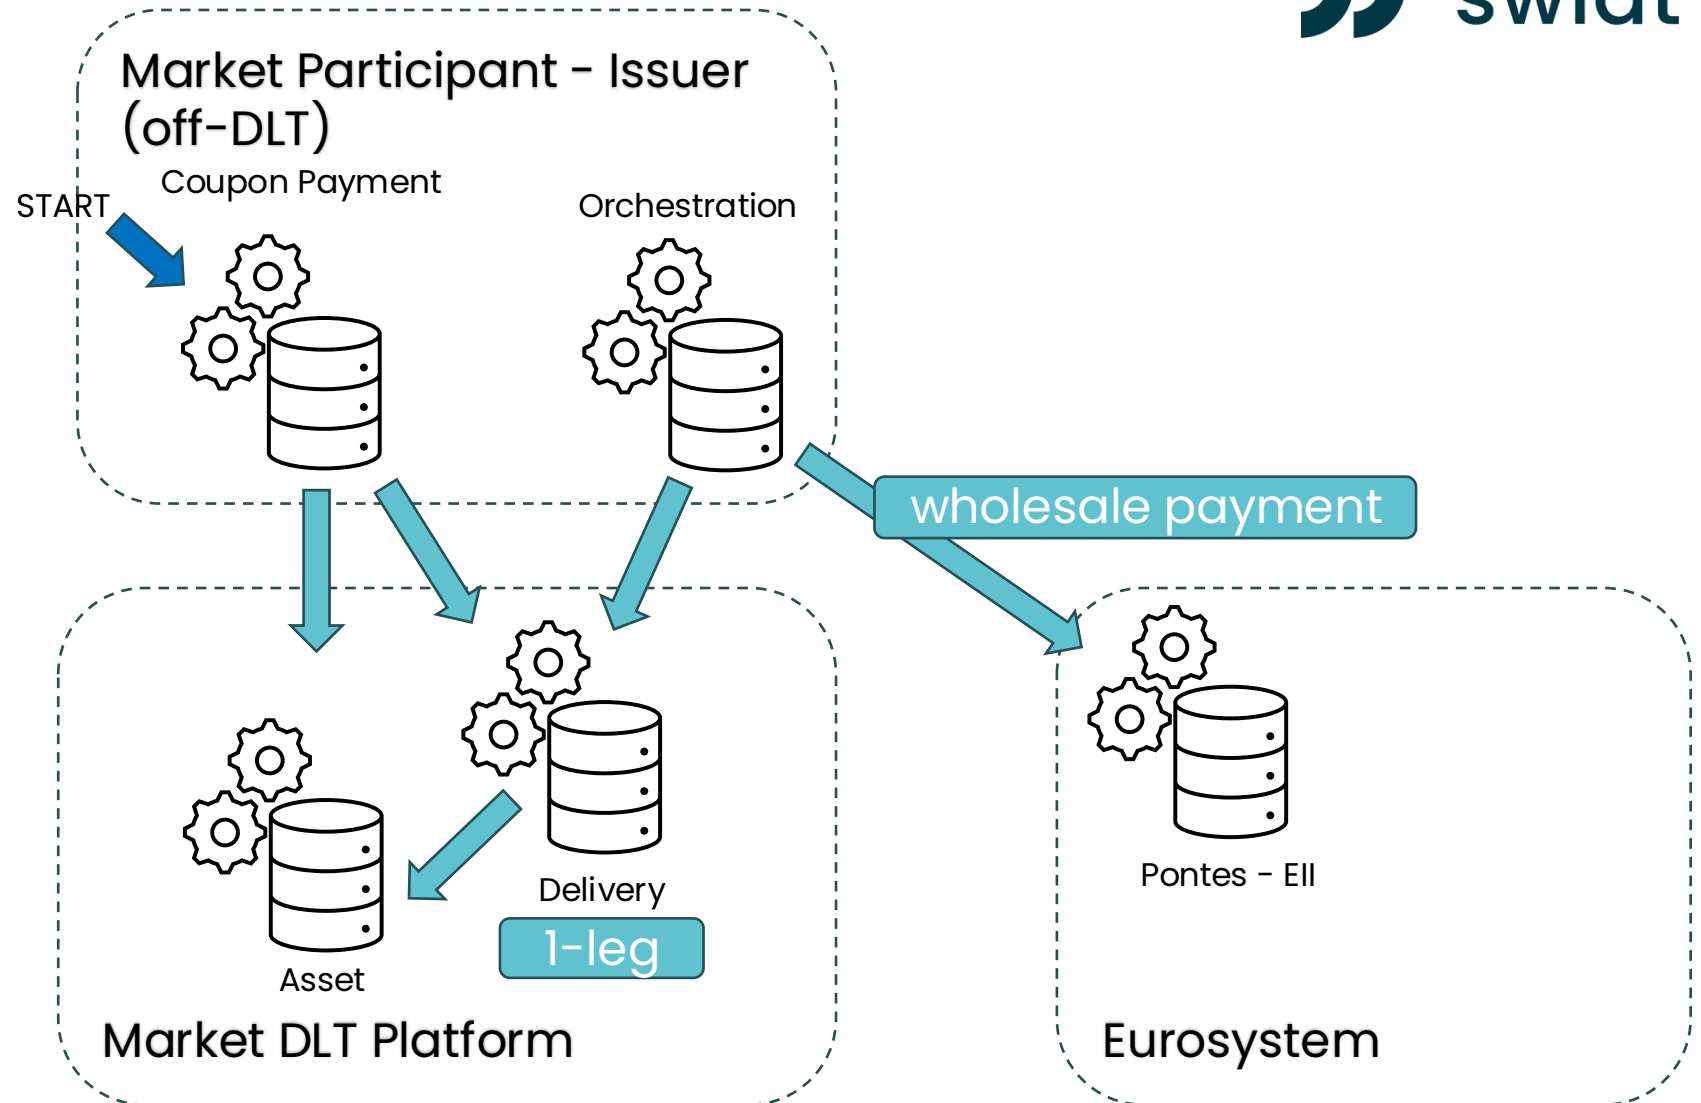 swiat
Market Participant - Issuer
(off-DLT)
Coupon Payment
START
Orchestration
wholesale payment
Delivery
1-leg
Asset
Market DLT Platform
Pontes - EII
Eurosystem